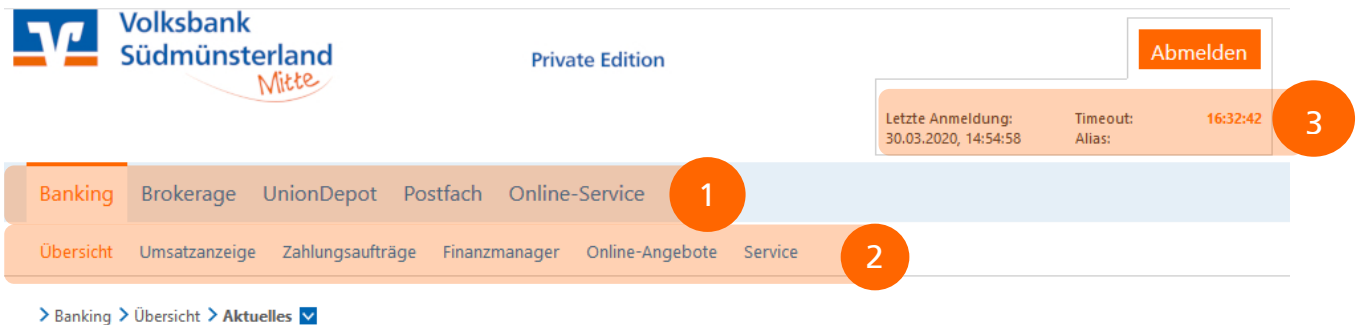 Volksbank
Südmünsterland
Mitte
Private Edition
Abmelden
Letzte Anmeldung: Timeout: 16:32:42
30.03.2020, 14:54:58 Alias:
3
Banking Brokerage UnionDepot Postfach Online-Service 1
Übersicht Umsatzanzeige Zahlungsaufträge Finanzmanager Online-Angebote Service 2
> Banking > Übersicht > Aktuelles